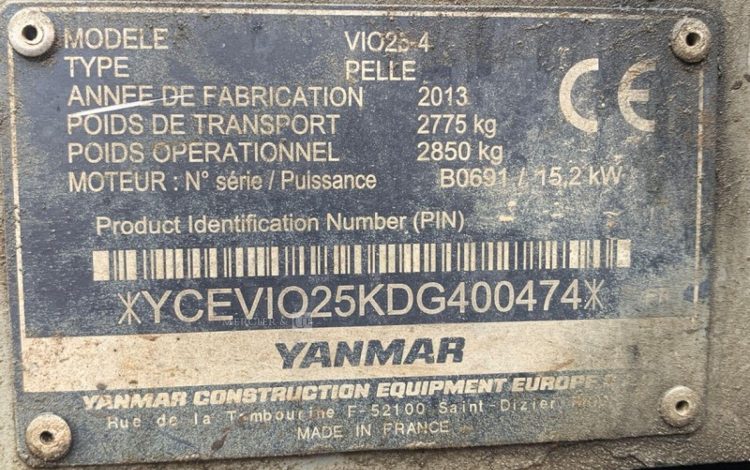 MODELE VIO25-4
TYPE PELLE
ANNEE DE FABRICATION 2013
POIDS DE TRANSPORT 2775 kg
POIDS OPERATIONNEL 2850 kg
MOTEUR : N° série / Puissance B0691 / 15,2 kW
CE
Product Identification Number (PIN)
*YCEVIO25KDG400474*
FR
YANMAR
YANMAR CONSTRUCTION EQUIPMENT EUROPE
Rue de la Tambourine F-52100 Saint-Dizier
MADE IN FRANCE